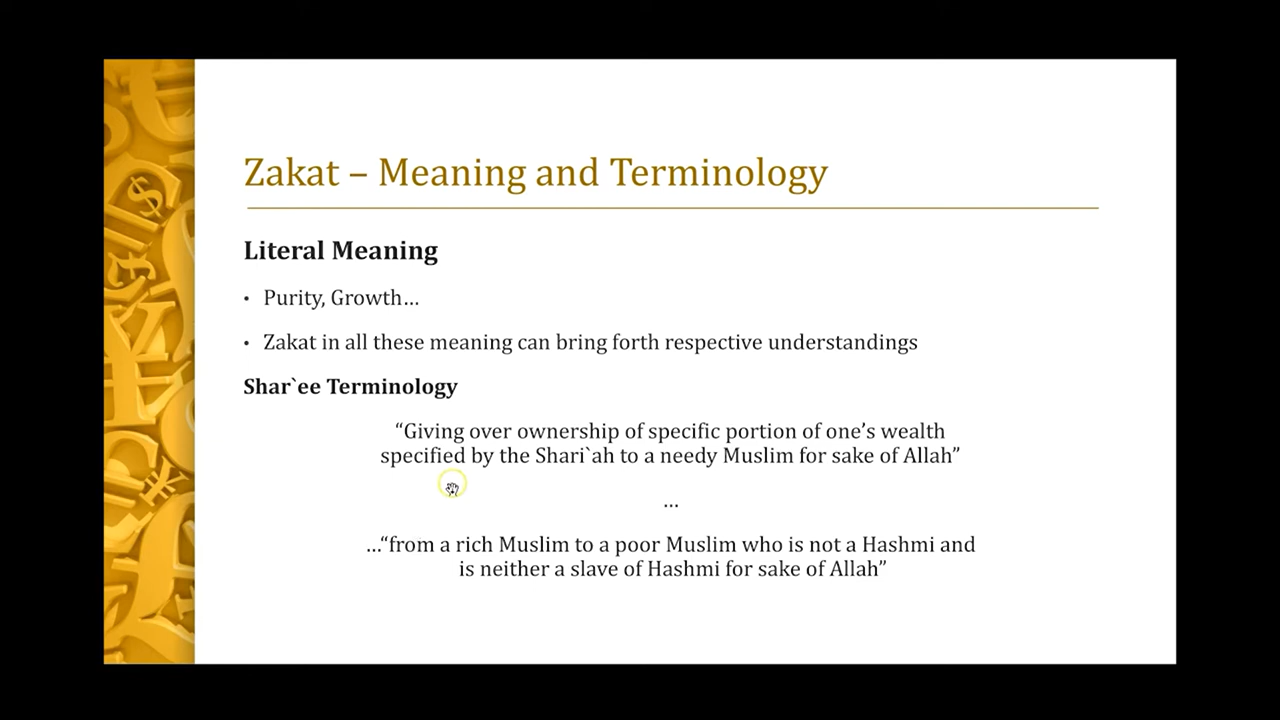 Zakat – Meaning and Terminology
Literal Meaning
• Purity, Growth…
• Zakat in all these meaning can bring forth respective understandings
Shar`ee Terminology
“Giving over ownership of specific portion of one’s wealth
specified by the Shari`ah to a needy Muslim for sake of Allah”
…
…“from a rich Muslim to a poor Muslim who is not a Hashmi and
is neither a slave of Hashmi for sake of Allah”